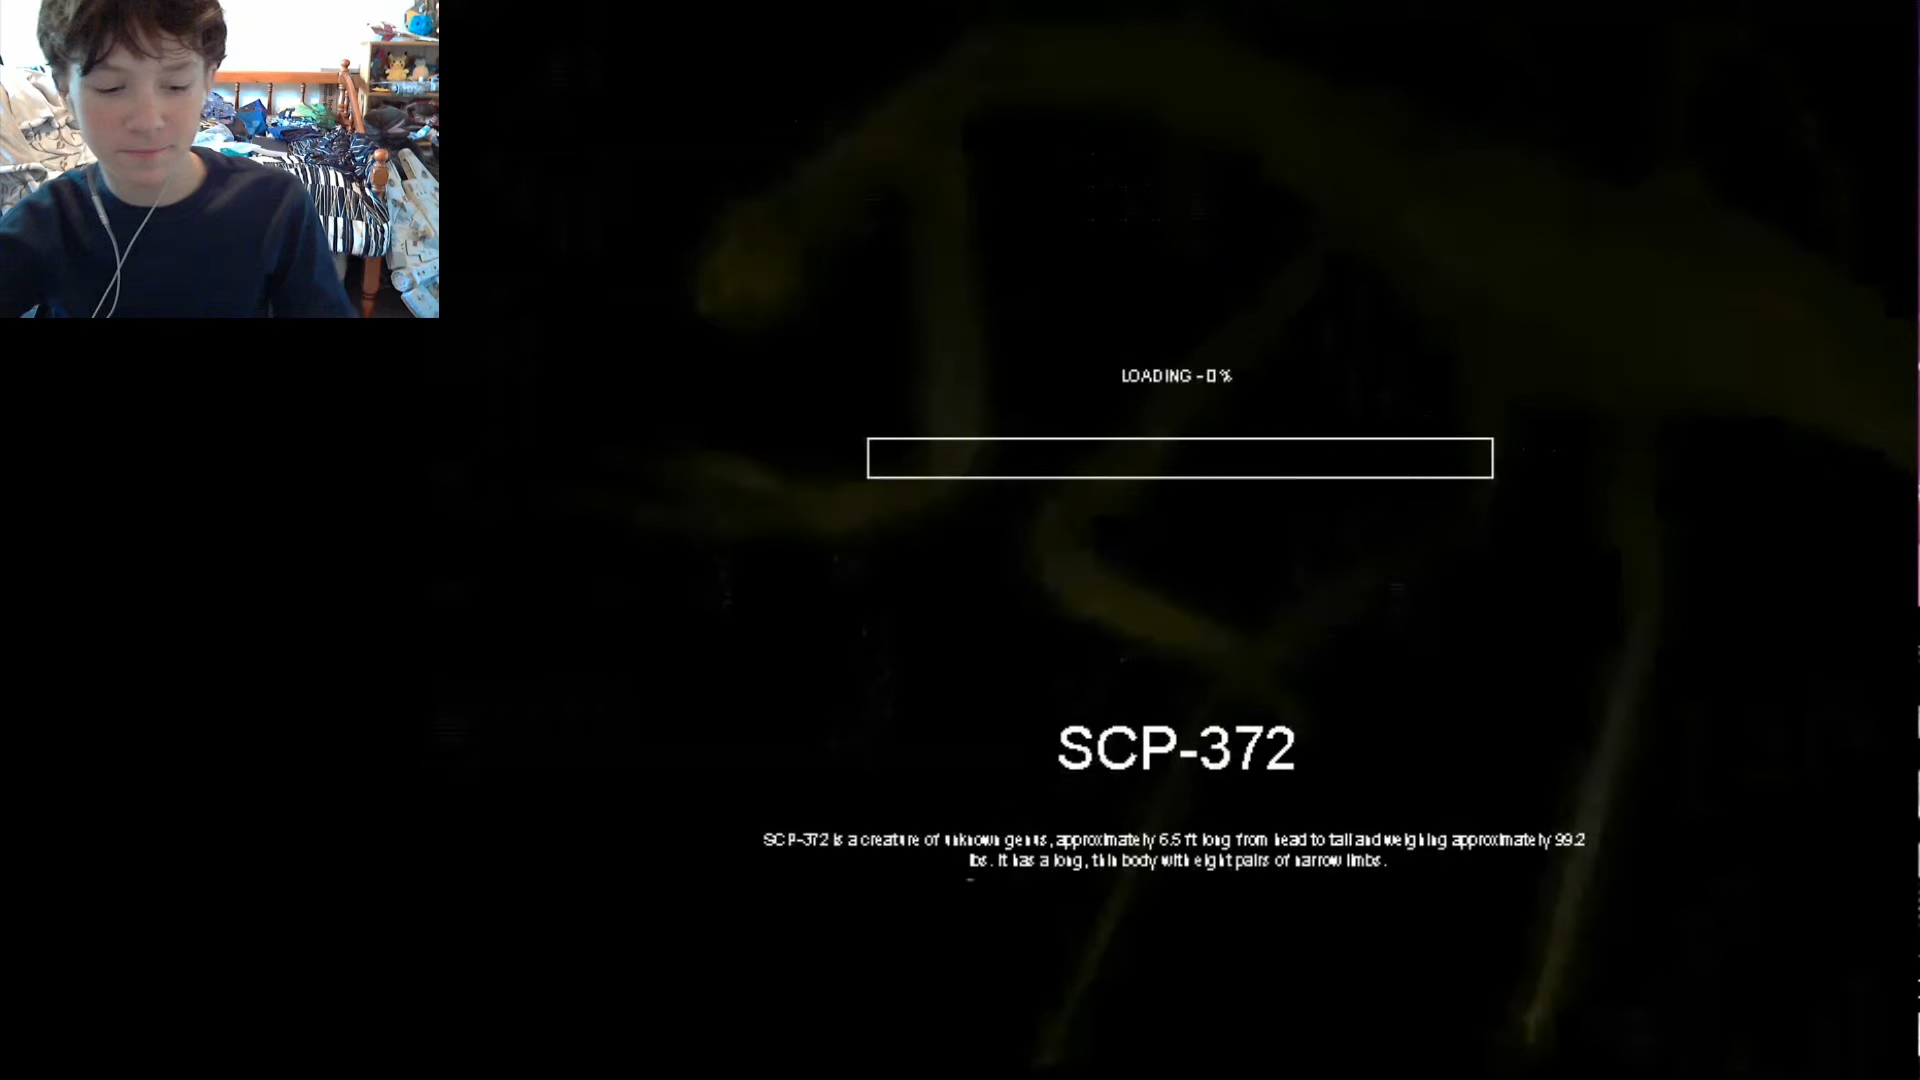 LOADING - 0 %
SCP-372
SCP-372 is a creature of unknown genus, approximately 6.5 ft long from head to tail and weighing approximately 99.2
lbs. It has a long, thin body with eight pairs of narrow limbs.